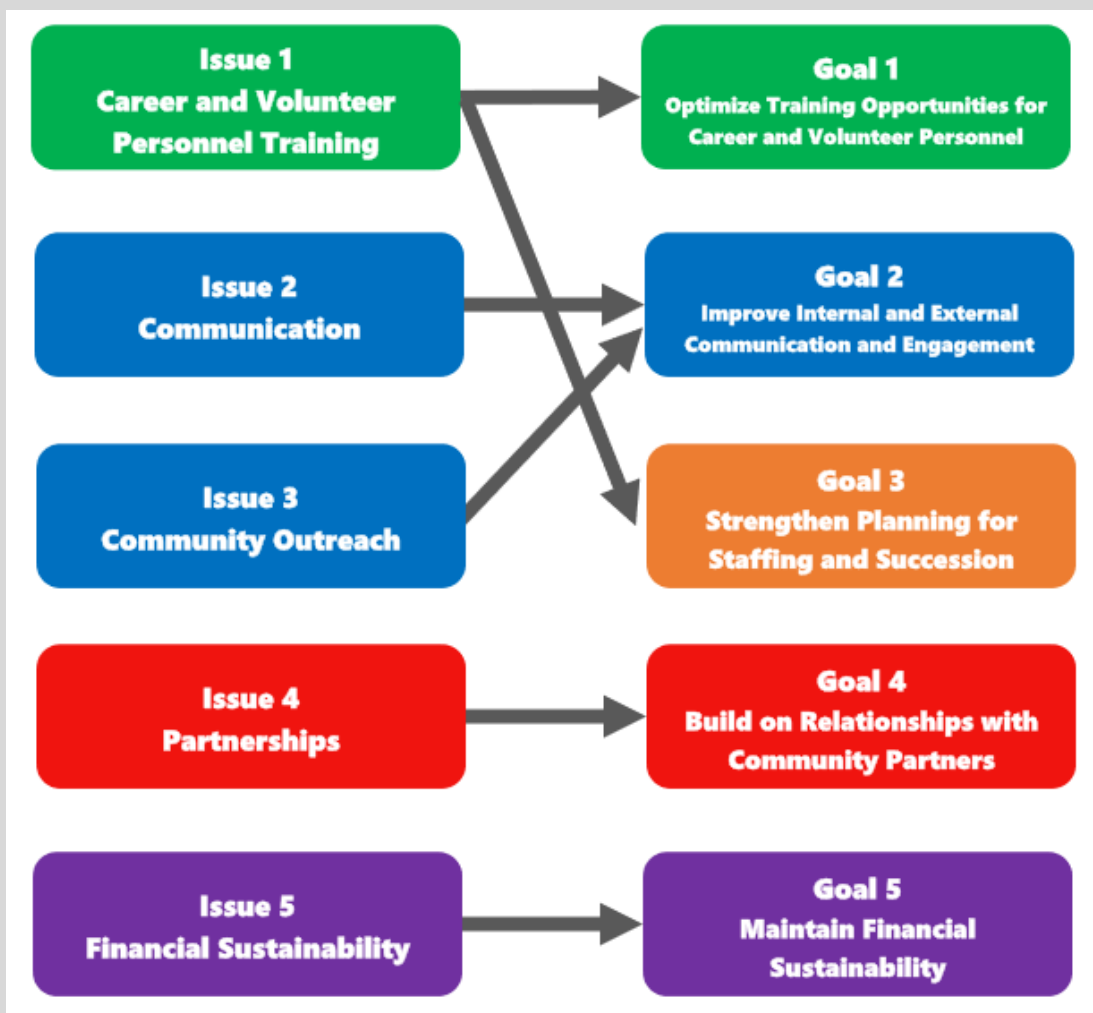 Issue 1
Career and Volunteer
Personnel Training
Goal 1
Optimize Training Opportunities for
Career and Volunteer Personnel
Issue 2
Communication
Goal 2
Improve Internal and External
Communication and Engagement
Issue 3
Community Outreach
Goal 3
Strengthen Planning for
Staffing and Succession
Issue 4
Partnerships
Goal 4
Build on Relationships with
Community Partners
Issue 5
Financial Sustainability
Goal 5
Maintain Financial
Sustainability